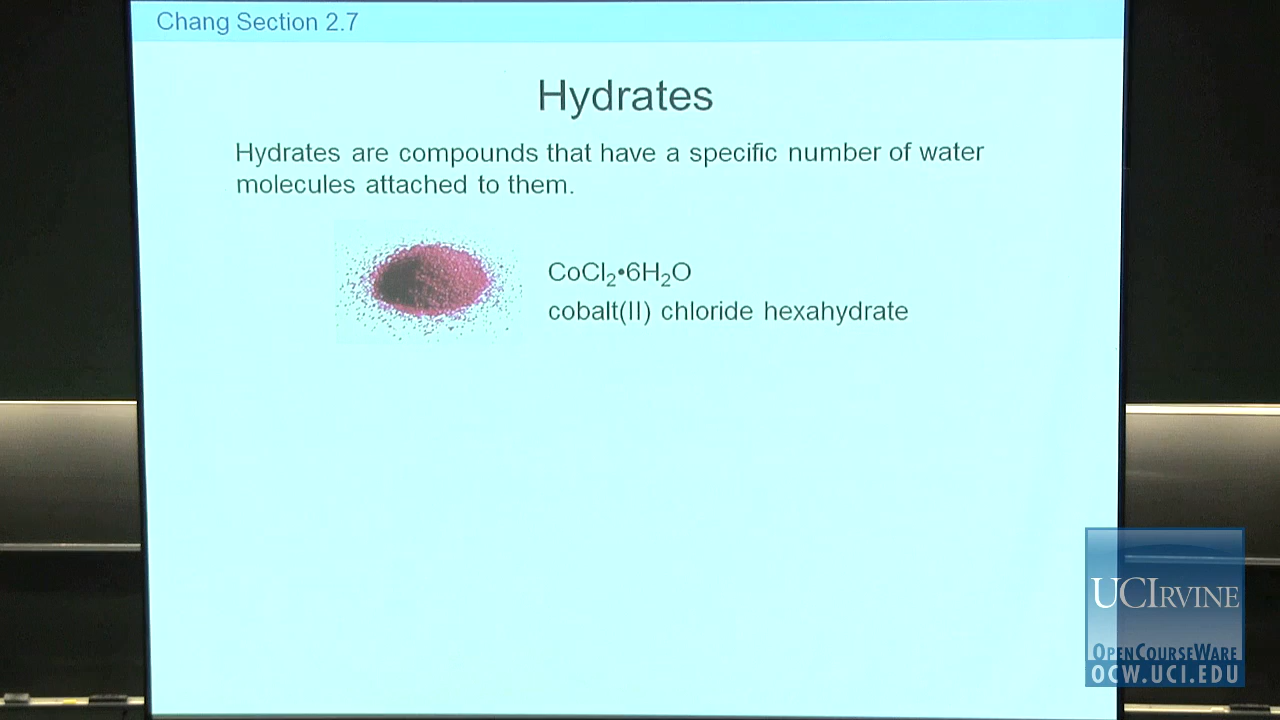 Chang Section 2.7
Hydrates
Hydrates are compounds that have a specific number of water
molecules attached to them.
CoCl₂•6H₂O
cobalt(II) chloride hexahydrate
UCIRVINE
OPENCOURSEWARE
OCW.UCI.EDU